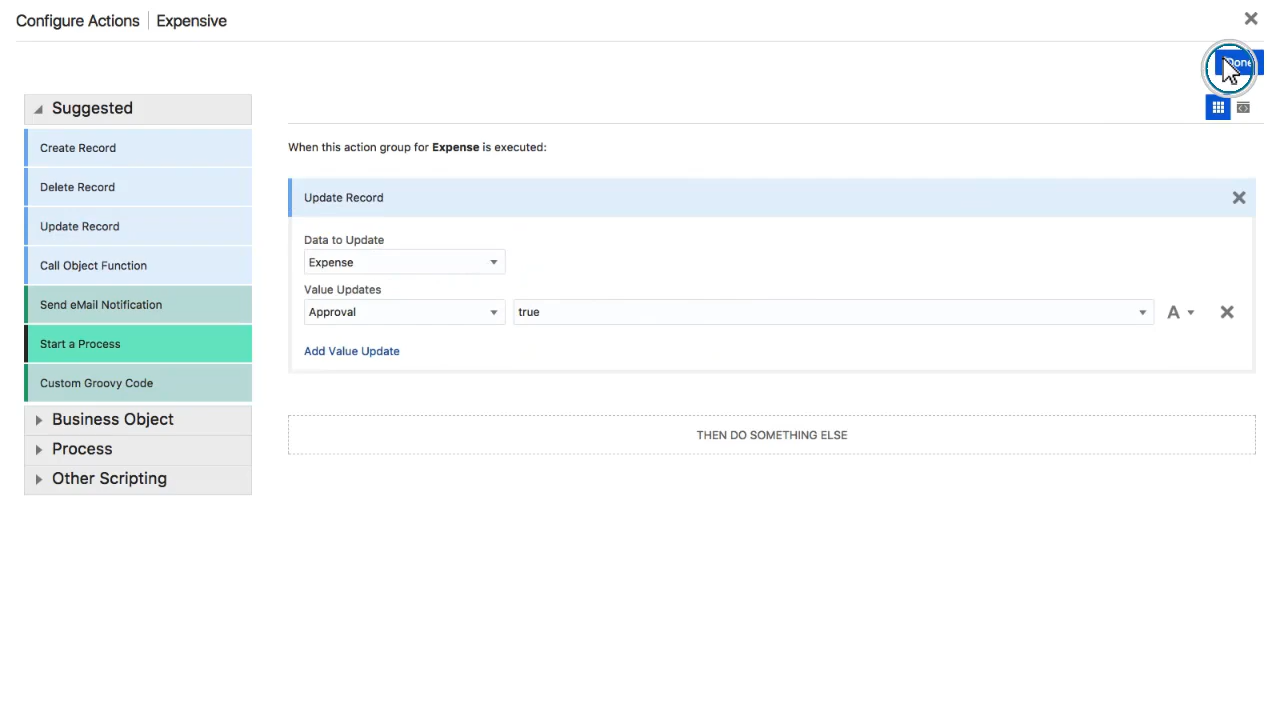 Configure Actions Expensive
Done
Suggested
Create Record
Delete Record
Update Record
Call Object Function
Send eMail Notification
Start a Process
Custom Groovy Code
Business Object
Process
Other Scripting
When this action group for Expense is executed:
Update Record
Data to Update
Expense
Value Updates
Approval true A
Add Value Update
THEN DO SOMETHING ELSE